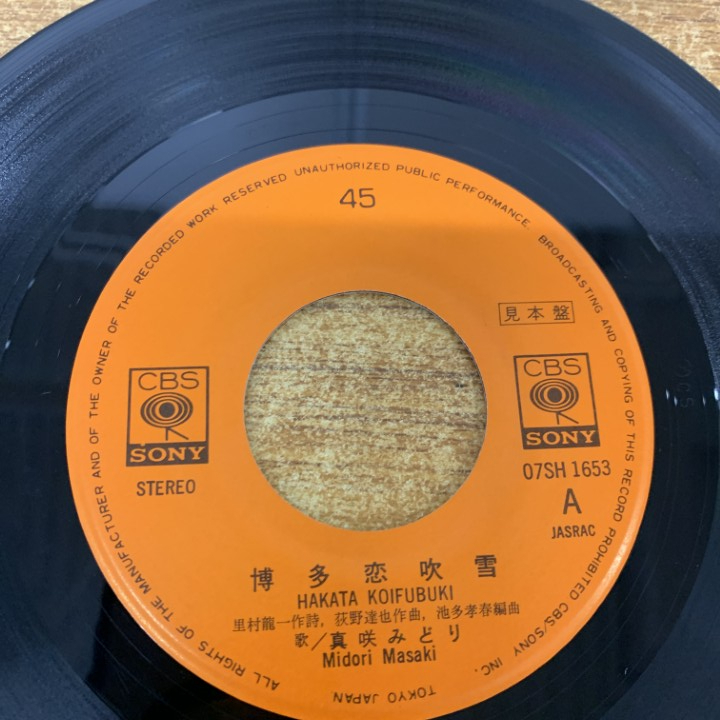 ALL RIGHTS OF THE MANUFACTURER AND OF THE OWNER OF THE RECORDED WORK RESERVED UNAUTHORIZED PUBLIC PERFORMANCE BROADCASTING AND COPYING OF THIS RECORD PROHIBITED CBS/SONY INC. TOKYO JAPAN
45
見本盤
CBS
SONY
STEREO
CBS
SONY
07SH 1653
A
JASRAC
博多恋吹雪
HAKATA KOIFUBUKI
里村龍一作詩, 荻野達也作曲, 池多孝春編曲
歌/真咲みどり
Midori Masaki